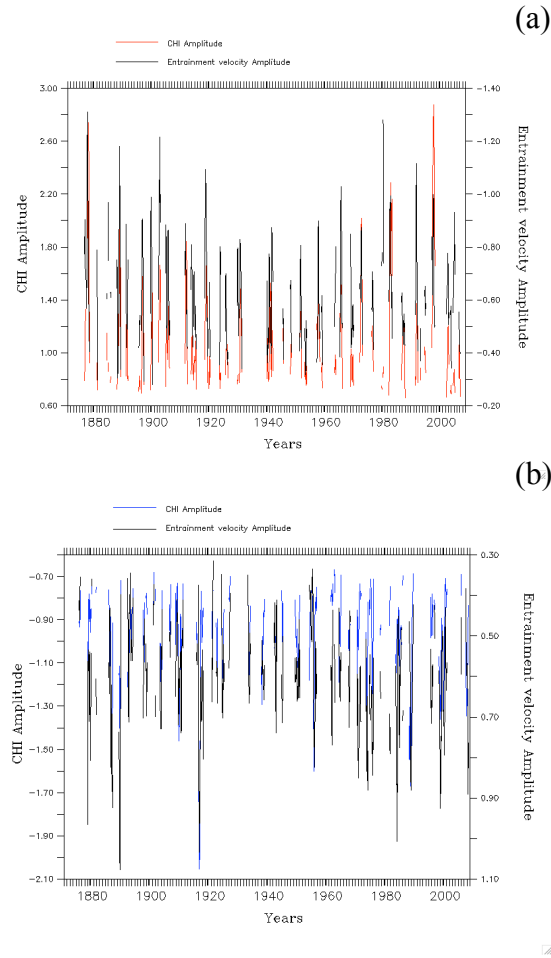 (a)
CHI Amplitude
Entrainment velocity Amplitude
3.00
2.60
2.20
1.80
1.40
1.00
0.60
CHI Amplitude
−1.40
−1.20
−1.00
−0.80
−0.60
−0.40
−0.20
Entrainment velocity Amplitude
1880 1900 1920 1940 1960 1980 2000
Years
(b)
CHI Amplitude
Entrainment velocity Amplitude
−0.70
−0.90
−1.10
−1.30
−1.50
−1.70
−1.90
−2.10
CHI Amplitude
0.30
0.50
0.70
0.90
1.10
Entrainment velocity Amplitude
1880 1900 1920 1940 1960 1980 2000
Years